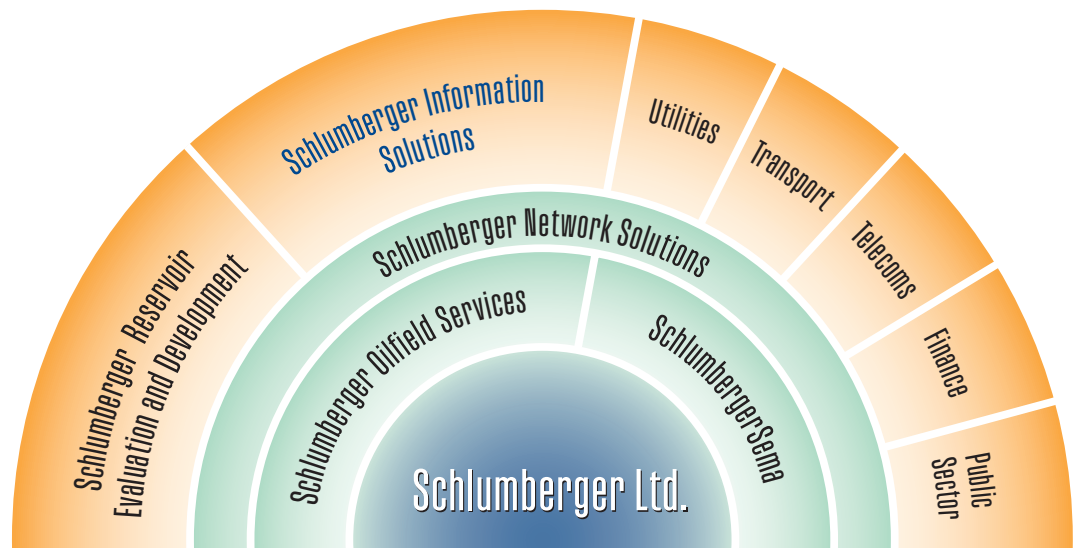 Schlumberger Reservoir
Evaluation and Development
Schlumberger Information
Solutions
Utilities
Transport
Telecoms
Finance
Public
Sector
Schlumberger Network Solutions
Schlumberger Oilfield Services
SchlumbergerSema
Schlumberger Ltd.